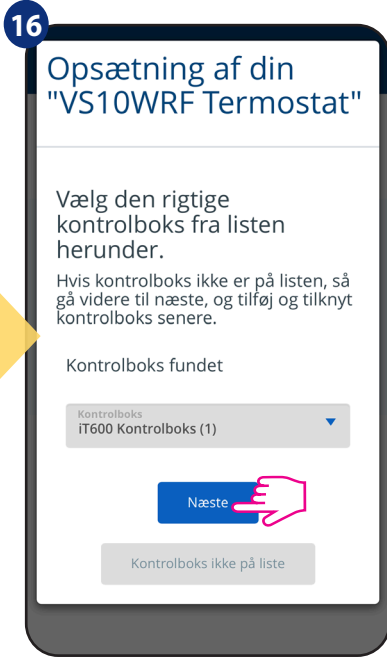 16
Opsætning af din
"VS10WRF Termostat"
Vælg den rigtige
kontrolboks fra listen
herunder.
Hvis kontrolboks ikke er på listen, så
gå videre til næste, og tilføj og tilknyt
kontrolboks senere.
Kontrolboks fundet
Kontrolboks
iT600 Kontrolboks (1)
Næste
Kontrolboks ikke på liste